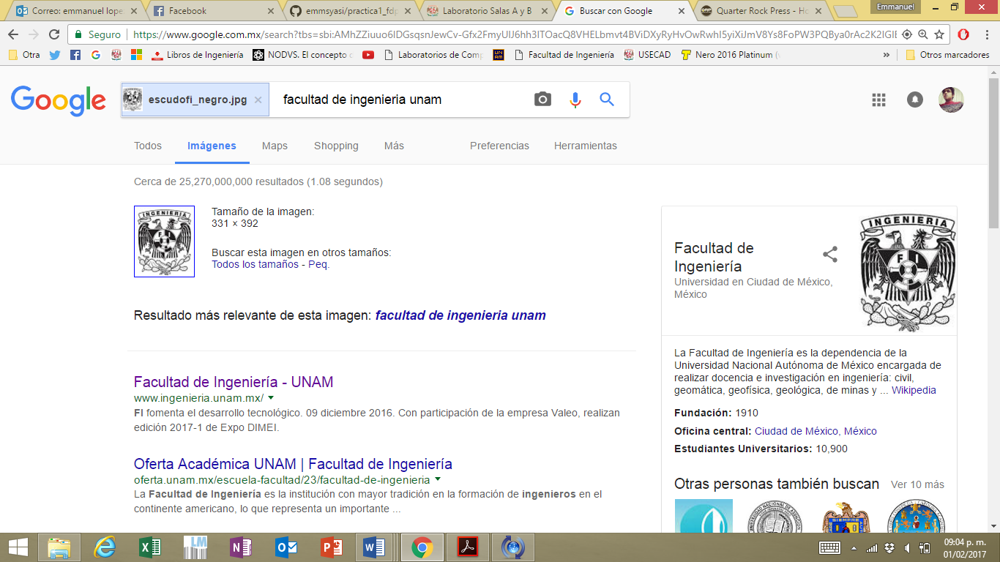 Correo: emmanuel lope
Facebook
emmsyasi/practica1_fdp
Laboratorio Salas A y B
Buscar con Google
Quarter Rock Press - Ho
Emmanuel
Seguro
Otra
Libros de Ingeniería
NODVS. El concepto
Laboratorios de Comp
Facultad de Ingeniería
USECAD
Nero 2016 Platinum (v
»
Otros marcadores
Google
escudofi_negro.jpg ×
facultad de ingenieria unam
Todos
Imágenes
Maps
Shopping
Más
Preferencias
Herramientas
Cerca de 25,270,000,000 resultados (1.08 segundos)
INGENIERIA
Tamaño de la imagen:
331 × 392
Buscar esta imagen en otros tamaños:
Todos los tamaños - Peq.
Resultado más relevante de esta imagen: facultad de ingenieria unam
Facultad de Ingeniería - UNAM
www.ingenieria.unam.mx/
FI fomenta el desarrollo tecnológico. 09 diciembre 2016. Con participación de la empresa Valeo, realizan
edición 2017-1 de Expo DIMEI.
Oferta Académica UNAM | Facultad de Ingeniería
oferta.unam.mx/escuela-facultad/23/facultad-de-ingenieria
La Facultad de Ingeniería es la institución con mayor tradición en la formación de ingenieros en el
continente americano, lo que representa un importante ...
Facultad de
Ingeniería
Universidad en Ciudad de México,
México
INGENIERIA
F I
La Facultad de Ingeniería es la dependencia de la
Universidad Nacional Autónoma de México encargada de
realizar docencia e investigación en ingeniería: civil,
geomática, geofísica, geológica, de minas y ... Wikipedia
Fundación: 1910
Oficina central: Ciudad de México, México
Estudiantes Universitarios: 10,900
Otras personas también buscan
Ver 10 más
SIEMPRE
09:04 p. m.
01/02/2017